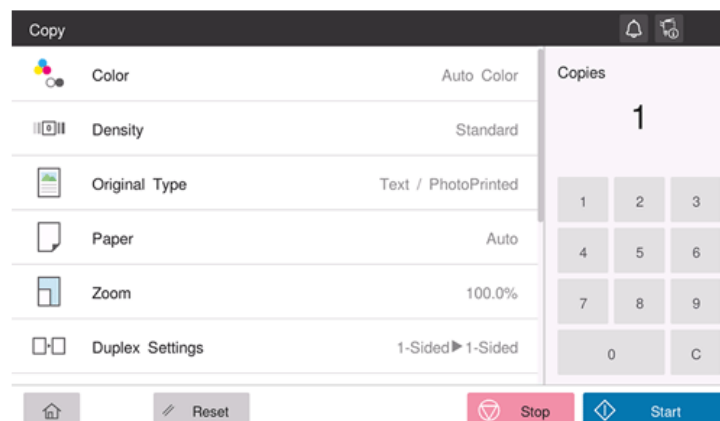 Copy
Color Auto Color
Density Standard
Original Type Text / PhotoPrinted
Paper Auto
Zoom 100.0%
Duplex Settings 1-Sided▶1-Sided
Copies
1
1 2 3
4 5 6
7 8 9
0 C
Reset Stop Start